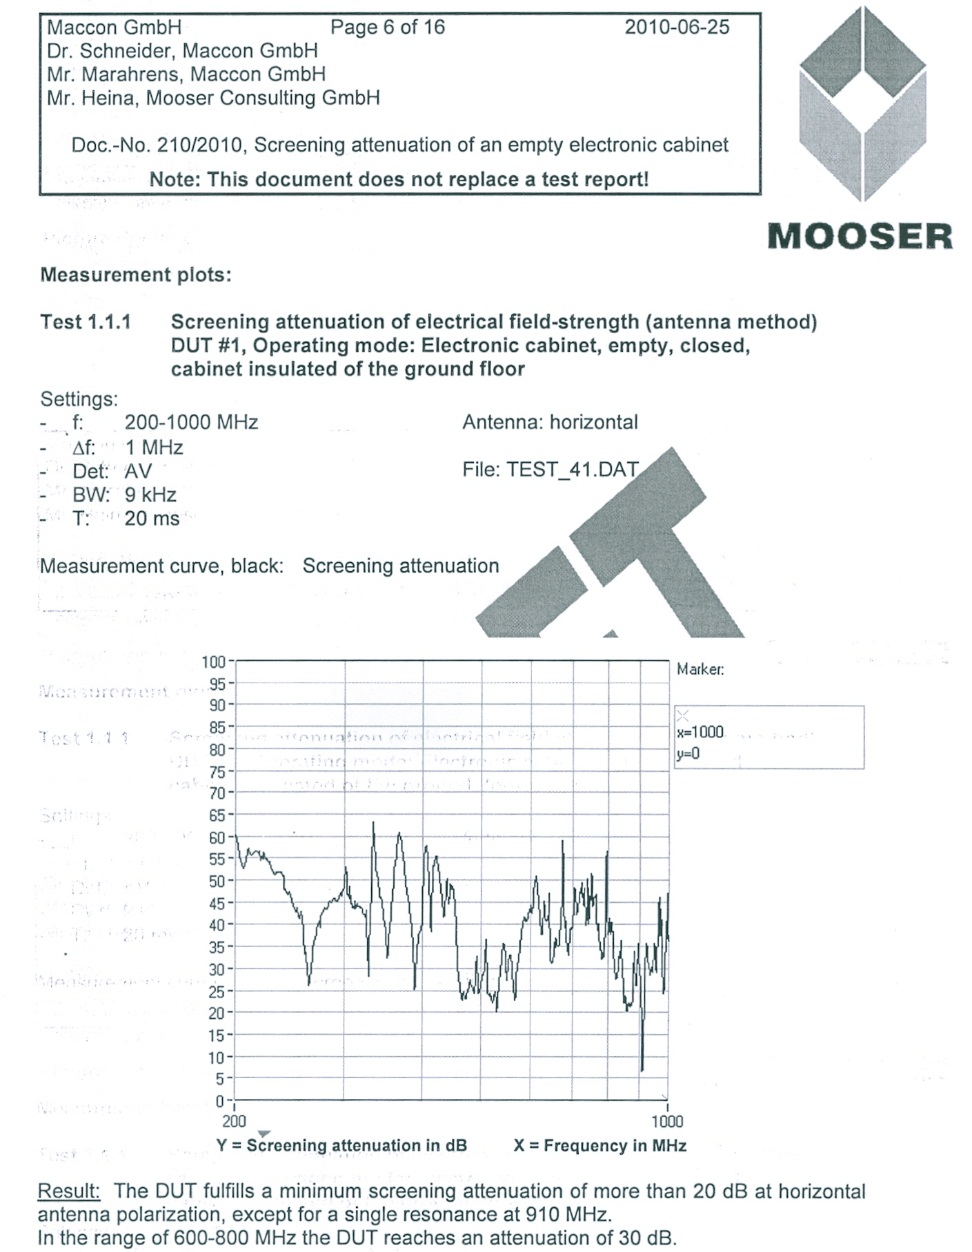 Maccon GmbH Page 6 of 16 2010-06-25
Dr. Schneider, Maccon GmbH
Mr. Marahrens, Maccon GmbH
Mr. Heina, Mooser Consulting GmbH
Doc.-No. 210/2010, Screening attenuation of an empty electronic cabinet
Note: This document does not replace a test report!
MOOSER
Measurement plots:
Test 1.1.1 Screening attenuation of electrical field-strength (antenna method)
DUT #1, Operating mode: Electronic cabinet, empty, closed,
cabinet insulated of the ground floor
Settings:
- f: 200-1000 MHz Antenna: horizontal
- Δf: 1 MHz
- Det: AV File: TEST_41.DAT
- BW: 9 kHz
- T: 20 ms
Measurement curve, black: Screening attenuation
100
95
90
85
80
75
70
65
60
55
50
45
40
35
30
25
20
15
10
5
0
Marker:
x=1000
y=0
200 1000
Y = Screening attenuation in dB X = Frequency in MHz
Result: The DUT fulfills a minimum screening attenuation of more than 20 dB at horizontal
antenna polarization, except for a single resonance at 910 MHz.
In the range of 600-800 MHz the DUT reaches an attenuation of 30 dB.